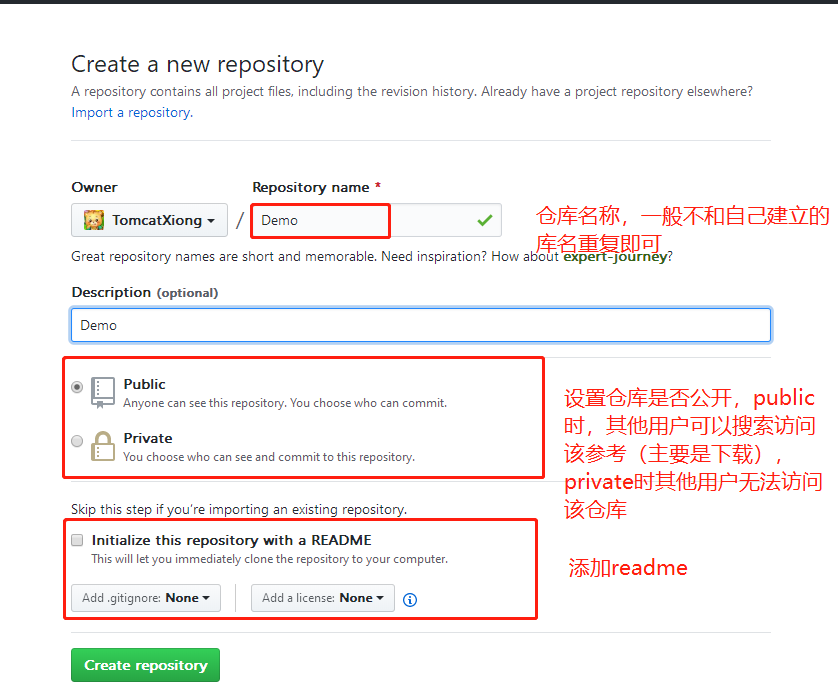 Create a new repository
A repository contains all project files, including the revision history. Already have a project repository elsewhere?
Import a repository.
Owner
Repository name *
TomcatXiong
/
Demo
仓库名称，一般不和自己建立的
库名重复即可
Great repository names are short and memorable. Need inspiration? How about expert-journey?
Description (optional)
Demo
Public
Anyone can see this repository. You choose who can commit.
Private
You choose who can see and commit to this repository.
设置仓库是否公开，public
时，其他用户可以搜索访问
该参考（主要是下载），
private时其他用户无法访问
该仓库
Skip this step if you’re importing an existing repository.
Initialize this repository with a README
This will let you immediately clone the repository to your computer.
添加readme
Add .gitignore: None
Add a license: None
Create repository